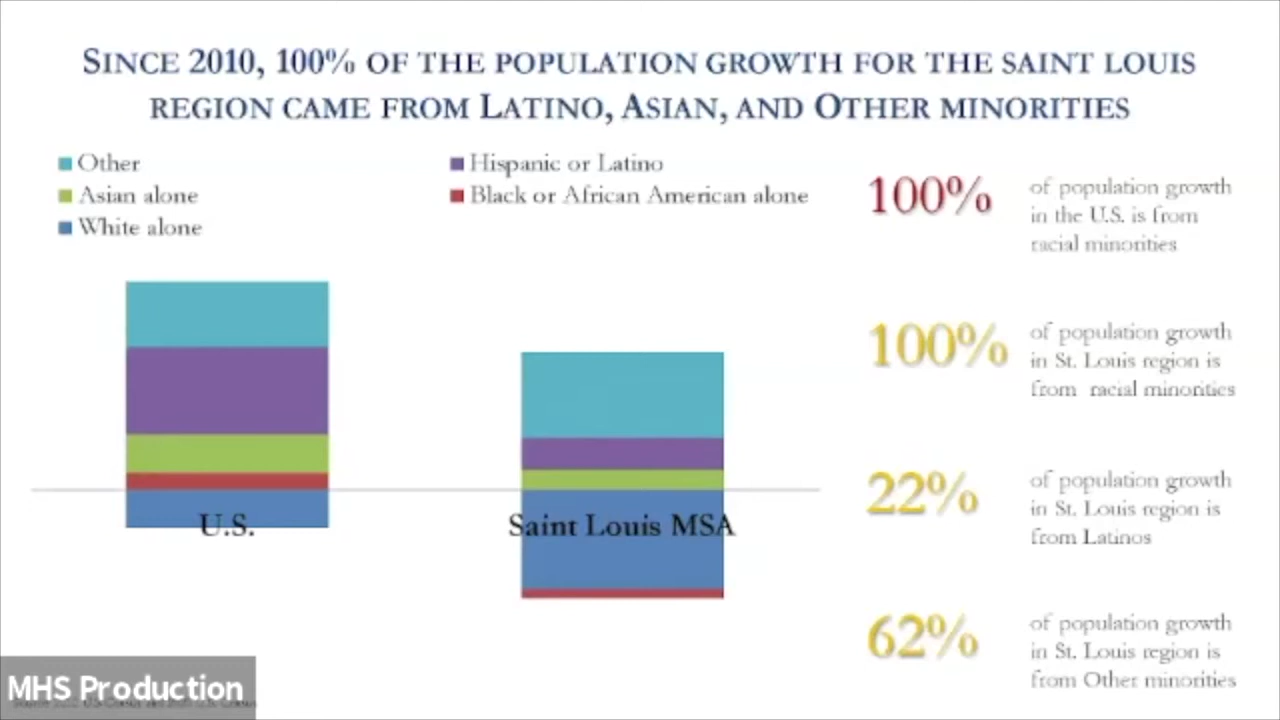 SINCE 2010, 100% OF THE POPULATION GROWTH FOR THE SAINT LOUIS
REGION CAME FROM LATINO, ASIAN, AND OTHER MINORITIES
Other
Hispanic or Latino
Asian alone
Black or African American alone
White alone
U.S.
Saint Louis MSA
100%
of population growth
in the U.S. is from
racial minorities
100%
of population growth
in St. Louis region is
from racial minorities
22%
of population growth
in St. Louis region is
from Latinos
62%
of population growth
in St. Louis region is
from Other minorities
MHS Production